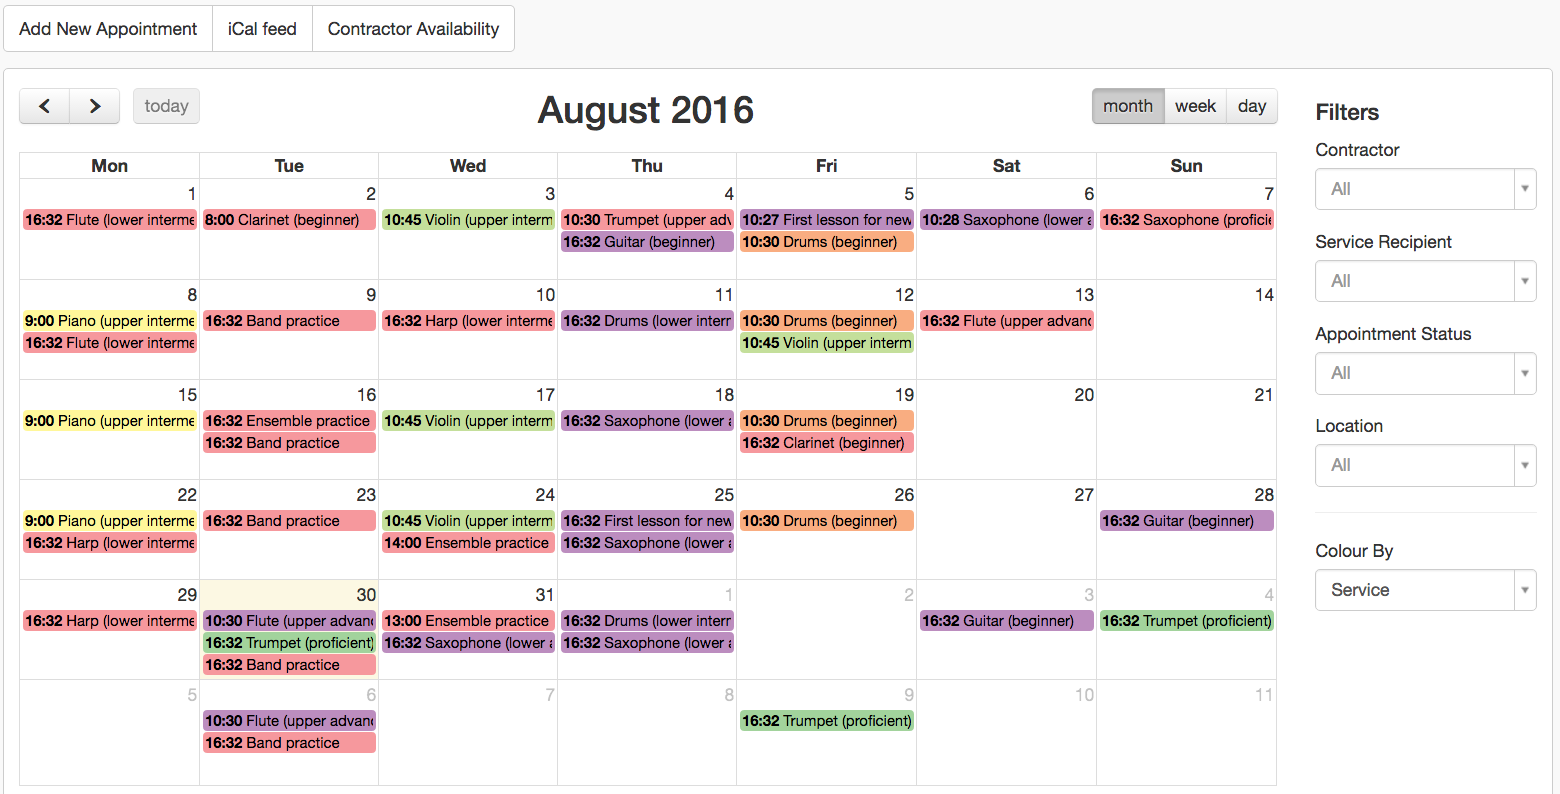 Add New Appointment iCal feed Contractor Availability
today August 2016 month week day
Filters
Mon Tue Wed Thu Fri Sat Sun
Contractor
All
Service Recipient
All
Appointment Status
All
Location
All
Colour By
Service
1 2 3 4 5 6 7
16:32 Flute (lower interme 8:00 Clarinet (beginner) 10:45 Violin (upper interm 10:30 Trumpet (upper adv 10:27 First lesson for new 10:28 Saxophone (lower a 16:32 Saxophone (proficie
16:32 Guitar (beginner) 10:30 Drums (beginner)
8 9 10 11 12 13 14
9:00 Piano (upper interme 16:32 Band practice 16:32 Harp (lower interme 16:32 Drums (lower interr 10:30 Drums (beginner) 16:32 Flute (upper advanc
16:32 Flute (lower interme 10:45 Violin (upper interm
15 16 17 18 19 20 21
9:00 Piano (upper interme 16:32 Ensemble practice 10:45 Violin (upper interm 16:32 Saxophone (lower a 10:30 Drums (beginner)
16:32 Band practice 16:32 Clarinet (beginner)
22 23 24 25 26 27 28
9:00 Piano (upper interme 16:32 Band practice 10:45 Violin (upper interm 16:32 First lesson for new 10:30 Drums (beginner) 16:32 Guitar (beginner)
16:32 Harp (lower interme 14:00 Ensemble practice 16:32 Saxophone (lower a
29 30 31 1 2 3 4
16:32 Harp (lower interme 10:30 Flute (upper advanc 13:00 Ensemble practice 16:32 Drums (lower interr 16:32 Guitar (beginner) 16:32 Trumpet (proficient)
16:32 Trumpet (proficient) 16:32 Saxophone (lower a 16:32 Saxophone (lower a
16:32 Band practice
5 6 7 8 9 10 11
10:30 Flute (upper advanc 16:32 Trumpet (proficient)
16:32 Band practice